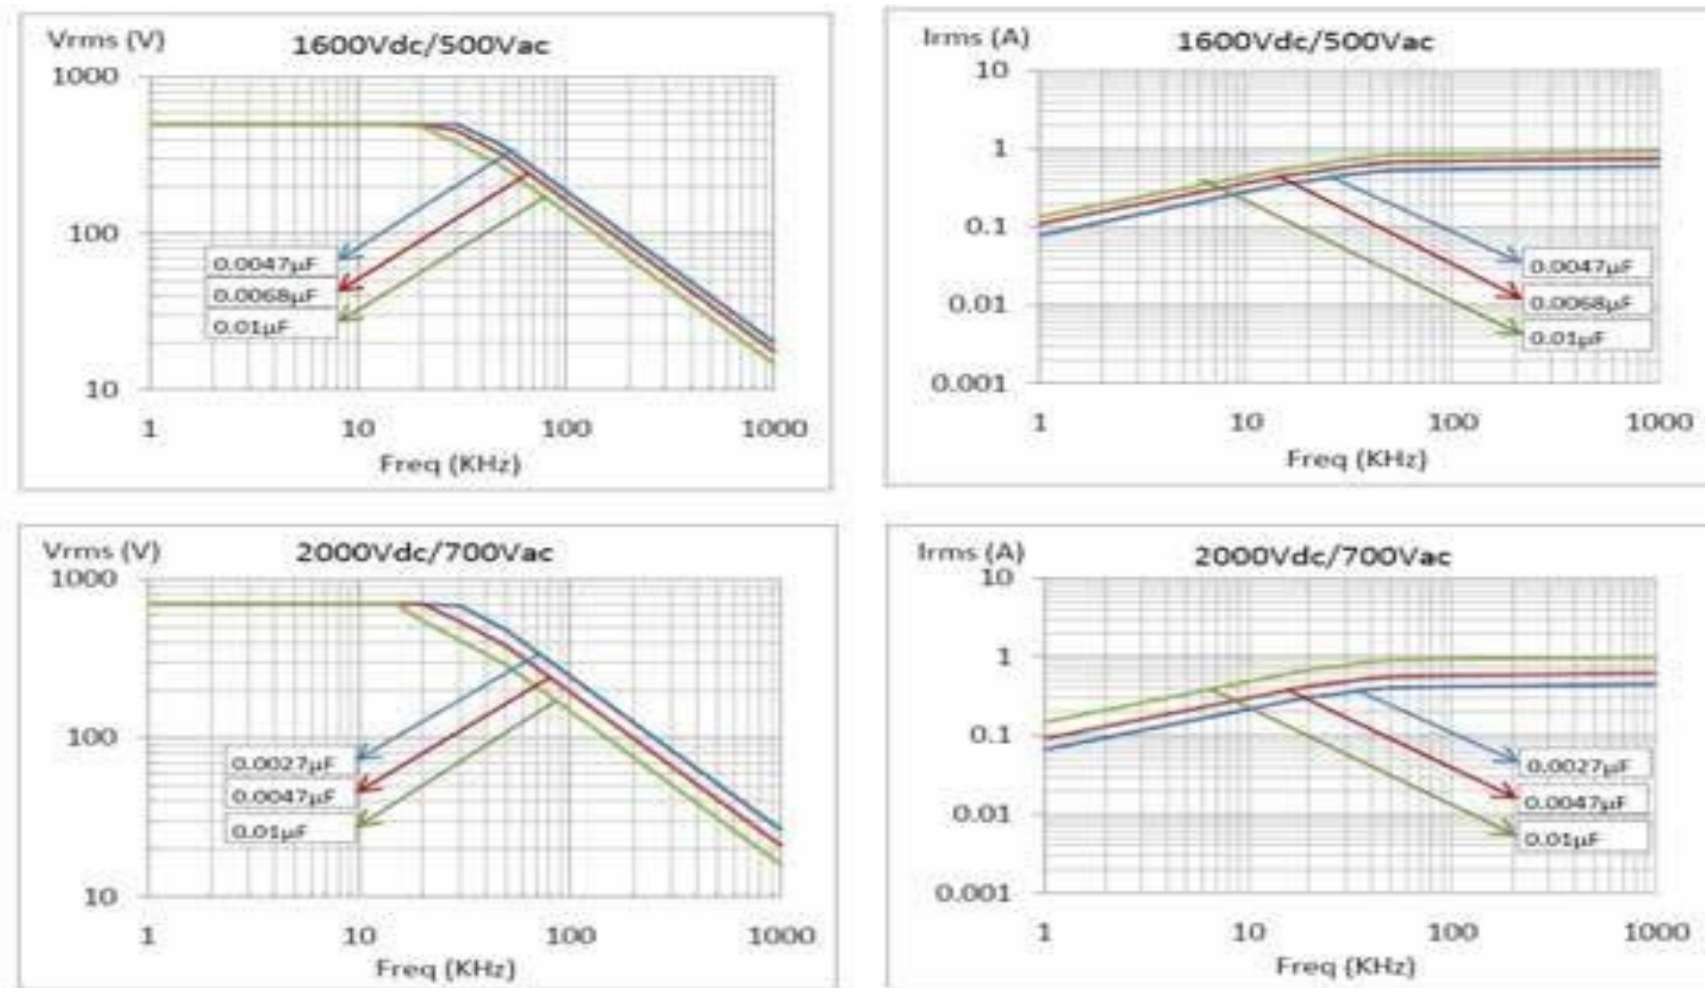 Vrms (V)
1600Vdc/500Vac
1000
100
10
0.0047µF
0.0068µF
0.01µF
1 10 100 1000
Freq (KHz)
Irms (A)
1600Vdc/500Vac
10
1
0.1
0.01
0.001
0.0047µF
0.0068µF
0.01µF
1 10 100 1000
Freq (KHz)
Vrms (V)
2000Vdc/700Vac
1000
100
10
0.0027µF
0.0047µF
0.01µF
1 10 100 1000
Freq (KHz)
Irms (A)
2000Vdc/700Vac
10
1
0.1
0.01
0.001
0.0027µF
0.0047µF
0.01µF
1 10 100 1000
Freq (KHz)